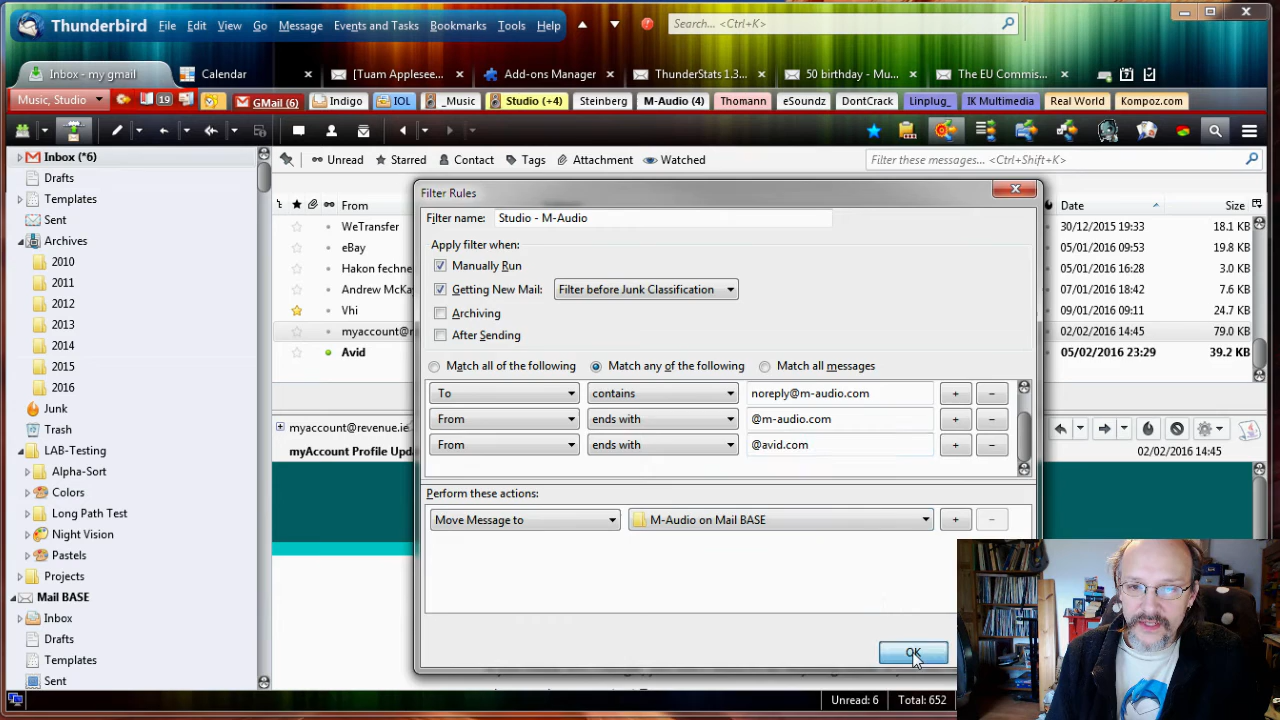 Thunderbird File Edit View Go Message Events and Tasks Bookmarks Tools Help Search... <Ctrl+K>
Inbox - my gmail Calendar [Tuam Applesee... Add-ons Manager ThunderStats 1.3... 50 birthday - Mu... The EU Commis...
Music, Studio 19 GMail (6) Indigo IOL _Music Studio (+4) Steinberg M-Audio (4) Thomann eSoundz DontCrack Linplug_ IK Multimedia Real World Kompoz.com
Inbox (*6)
Drafts
Templates
Sent
Archives
2010
2011
2012
2013
2014
2015
2016
Junk
Trash
LAB-Testing
Alpha-Sort
Colors
Long Path Test
Night Vision
Pastels
Projects
Mail BASE
Inbox
Drafts
Templates
Sent
Unread Starred Contact Tags Attachment Watched Filter these messages... <Ctrl+Shift+K>
From Date Size
WeTransfer 30/12/2015 19:53 18.1 KB
eBay 05/01/2016 09:53 19.8 KB
Hakon fechne 05/01/2016 16:28 3.0 KB
Andrew McKa 07/01/2016 18:42 7.6 KB
Vhi 09/01/2016 09:11 24.7 KB
myaccount@r 02/02/2016 14:45 79.0 KB
Avid 05/02/2016 23:29 39.2 KB
myaccount@revenue.ie
myAccount Profile Upd 02/02/2016 14:45
Filter Rules
Filter name: Studio - M-Audio
Apply filter when:
Manually Run
Getting New Mail: Filter before Junk Classification
Archiving
After Sending
Match all of the following Match any of the following Match all messages
To contains noreply@m-audio.com + −
From ends with @m-audio.com + −
From ends with @avid.com + −
Perform these actions:
Move Message to M-Audio on Mail BASE + −
OK
Unread: 6 Total: 652